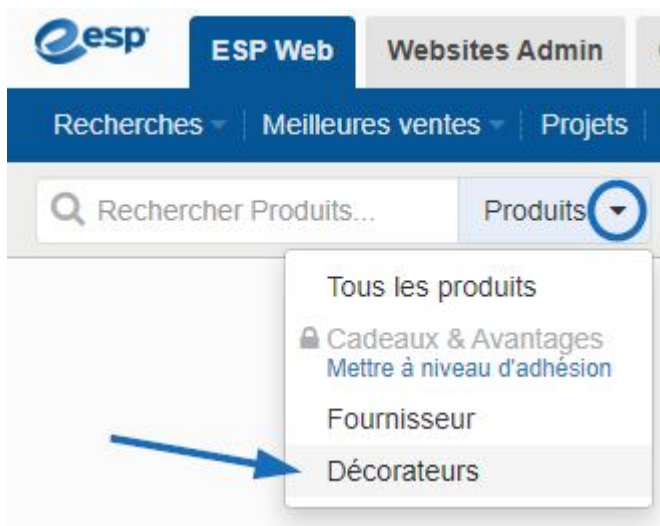 esp
ESP Web
Websites Admin
Recherches
Meilleures ventes
Projets
Rechercher Produits...
Produits
Tous les produits
Cadeaux & Avantages
Mettre à niveau d'adhésion
Fournisseur
Décorateurs